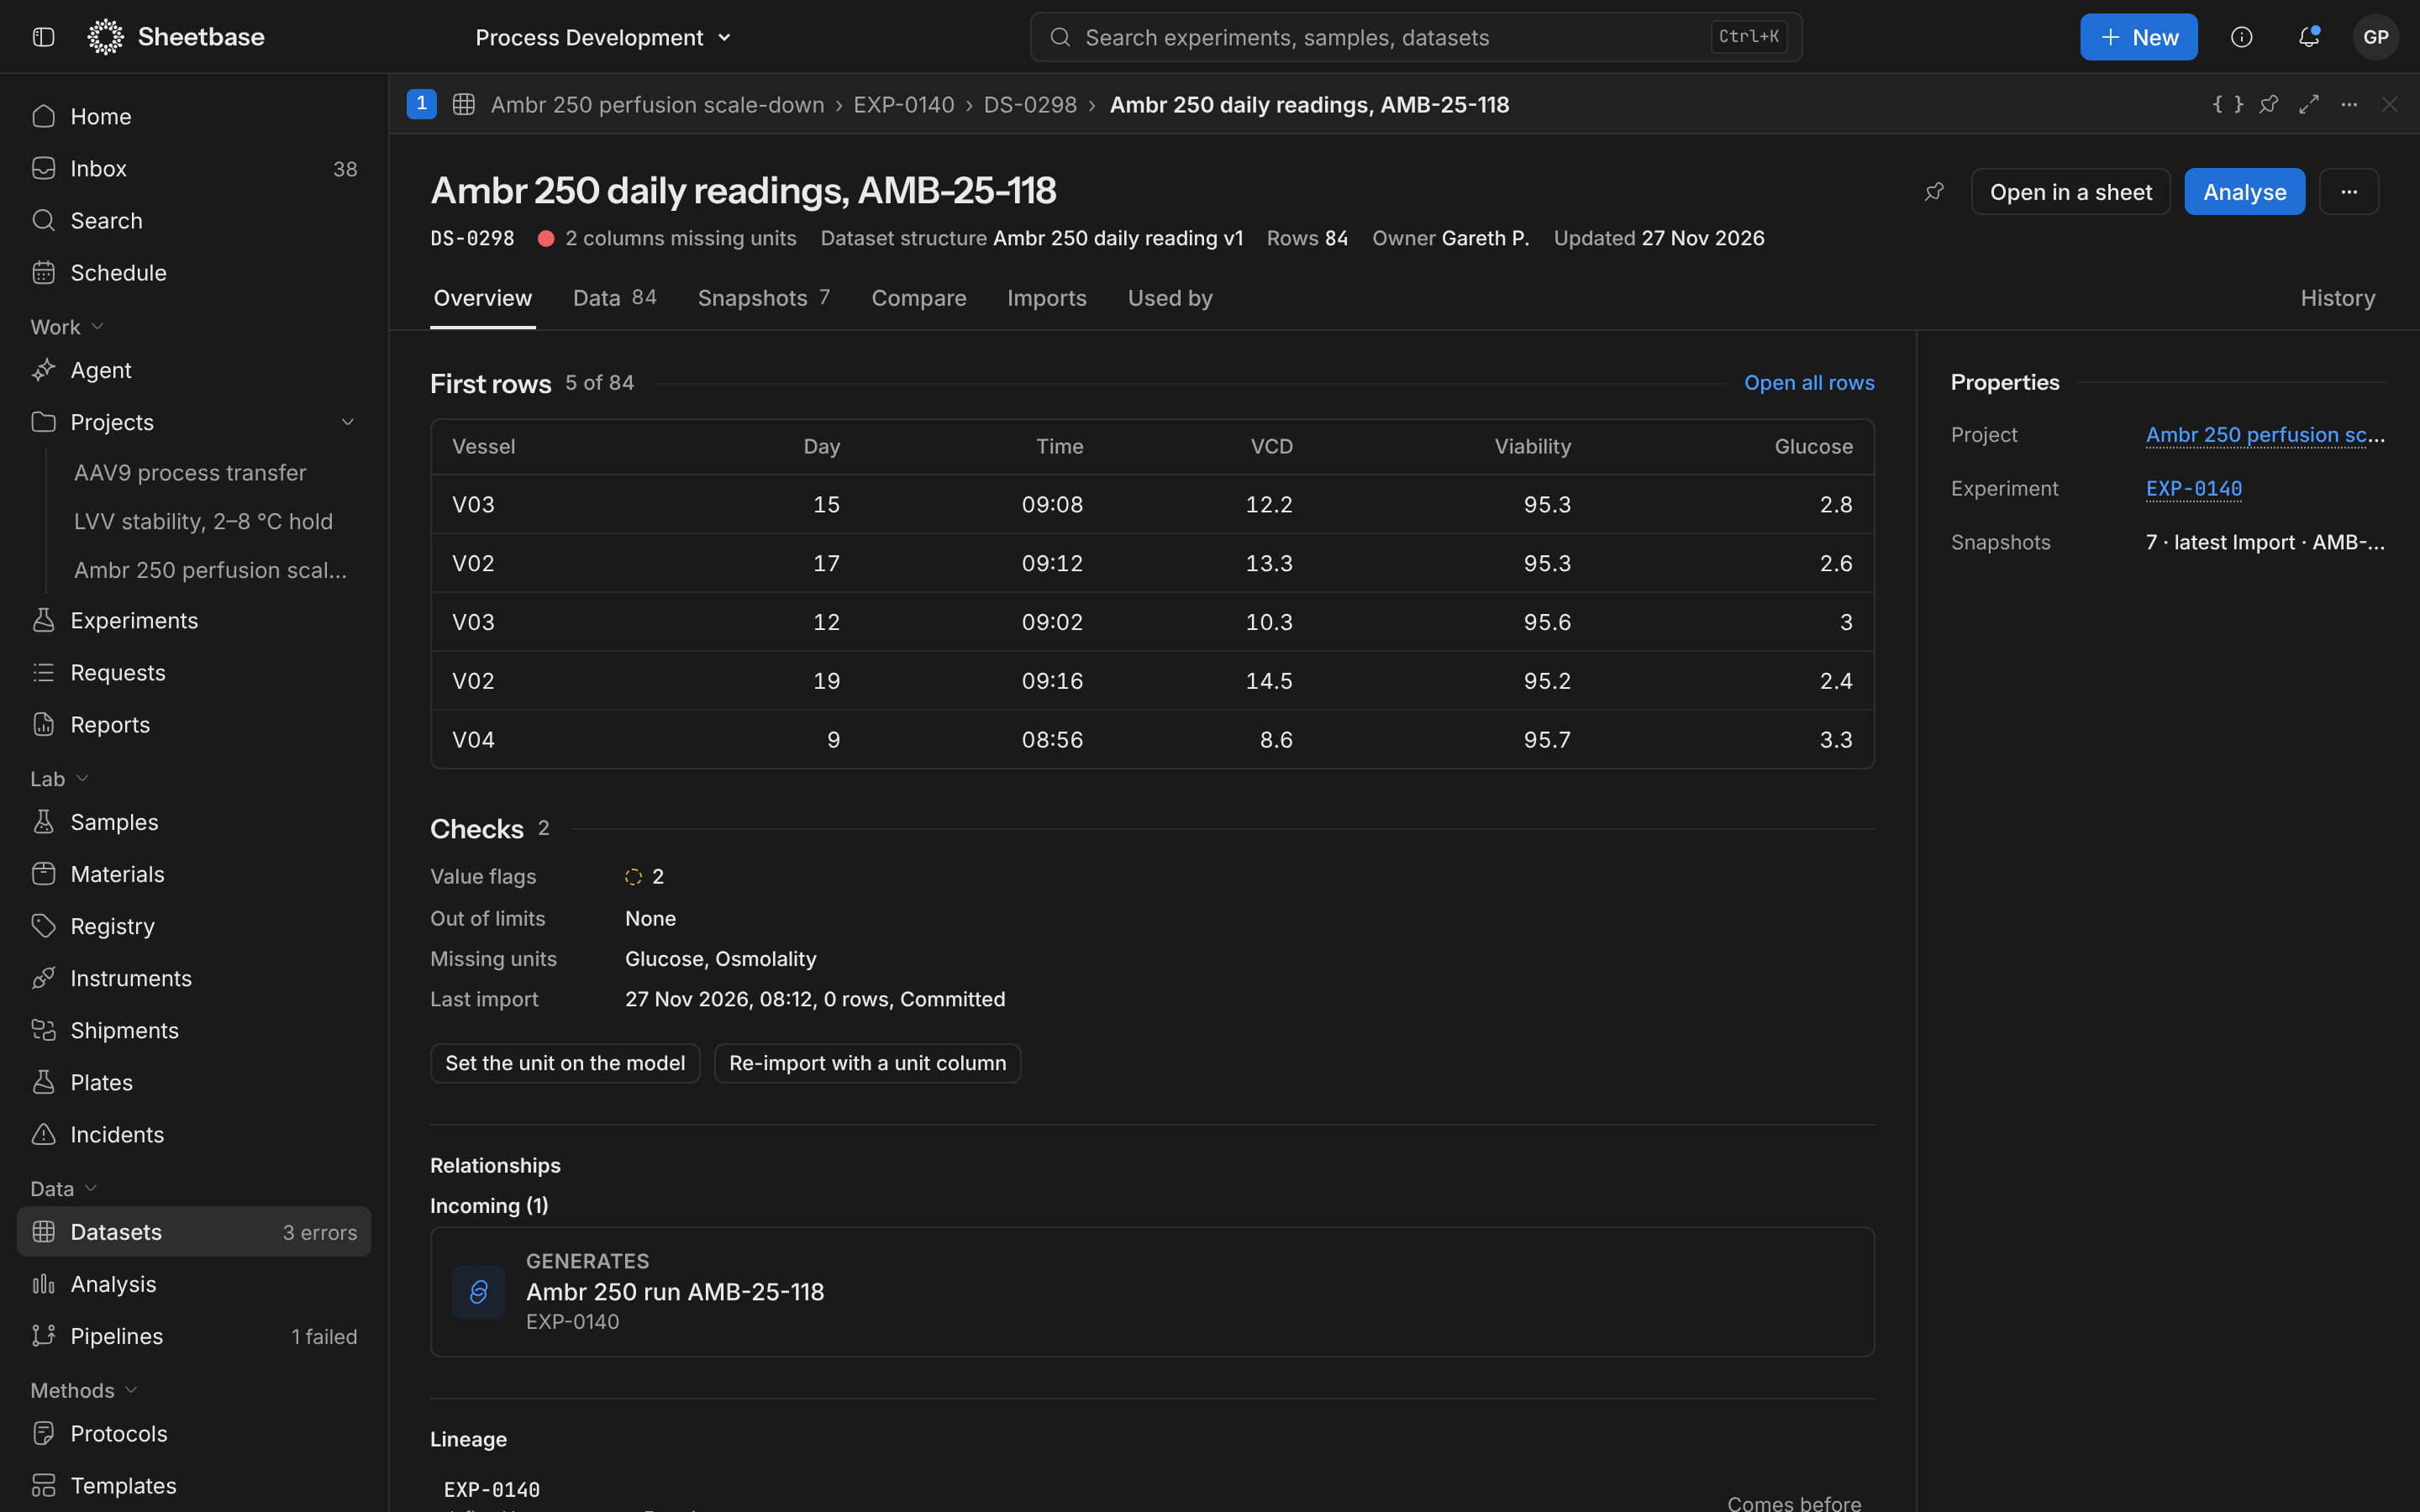 Sheetbase
Process Development
Search experiments, samples, datasets
Ctrl+K
New
GP
Home
Inbox 38
Search
Schedule
Work
Agent
Projects
AAV9 process transfer
LVV stability, 2–8 °C hold
Ambr 250 perfusion scal...
Experiments
Requests
Reports
Lab
Samples
Materials
Registry
Instruments
Shipments
Plates
Incidents
Data
Datasets 3 errors
Analysis
Pipelines 1 failed
Methods
Protocols
Templates
1 Ambr 250 perfusion scale-down › EXP-0140 › DS-0298 › Ambr 250 daily readings, AMB-25-118
{ }
Ambr 250 daily readings, AMB-25-118
Open in a sheet
Analyse
DS-0298 2 columns missing units Dataset structure Ambr 250 daily reading v1 Rows 84 Owner Gareth P. Updated 27 Nov 2026
Overview Data 84 Snapshots 7 Compare Imports Used by History
First rows 5 of 84 Open all rows
Vessel Day Time VCD Viability Glucose
V03 15 09:08 12.2 95.3 2.8
V02 17 09:12 13.3 95.3 2.6
V03 12 09:02 10.3 95.6 3
V02 19 09:16 14.5 95.2 2.4
V04 9 08:56 8.6 95.7 3.3
Checks 2
Value flags 2
Out of limits None
Missing units Glucose, Osmolality
Last import 27 Nov 2026, 08:12, 0 rows, Committed
Set the unit on the model
Re-import with a unit column
Relationships
Incoming (1)
GENERATES
Ambr 250 run AMB-25-118
EXP-0140
Lineage
EXP-0140
Comes before
Properties
Project Ambr 250 perfusion sc...
Experiment EXP-0140
Snapshots 7 · latest Import · AMB-...